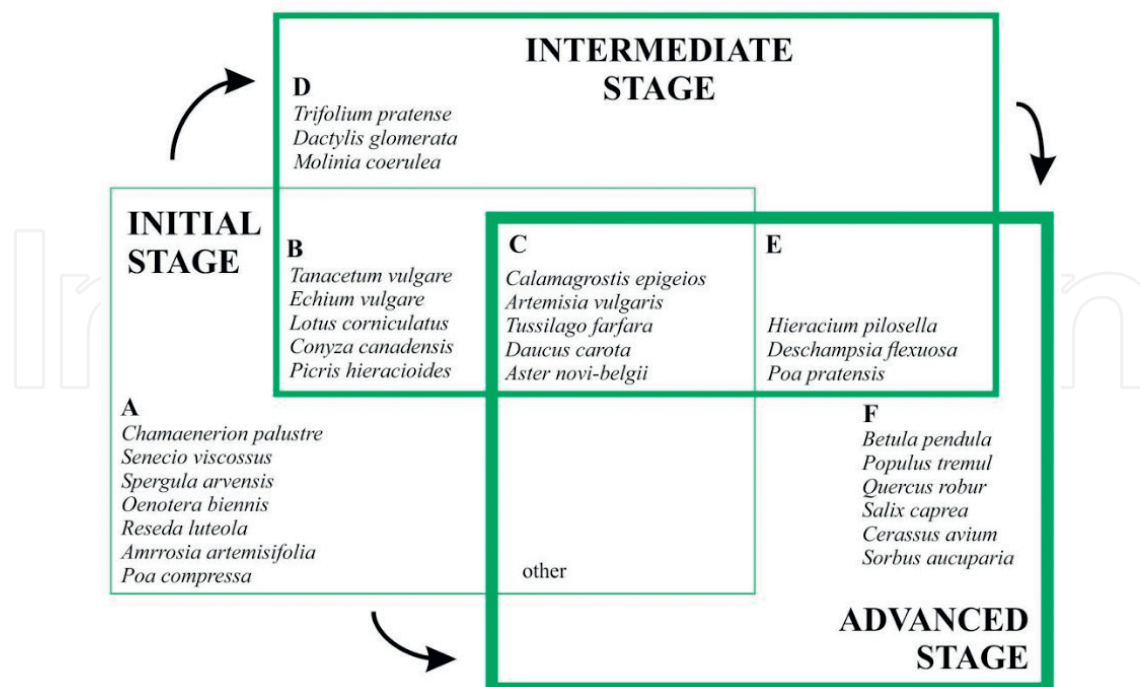 INTERMEDIATE
STAGE
D
Trifolium pratense
Dactylis glomerata
Molinia coerulea
INITIAL
STAGE
B
Tanacetum vulgare
Echium vulgare
Lotus corniculatus
Conyza canadensis
Picris hieracioides
C
Calamagrostis epigeios
Artemisia vulgaris
Tussilago farfara
Daucus carota
Aster novi-belgii
E
Hieracium pilosella
Deschampsia flexuosa
Poa pratensis
A
Chamaenerion palustre
Senecio viscossus
Spergula arvensis
Oenotera biennis
Reseda luteola
Amrrosia artemisifolia
Poa compressa
F
Betula pendula
Populus tremul
Quercus robur
Salix caprea
Cerassus avium
Sorbus aucuparia
other
ADVANCED
STAGE